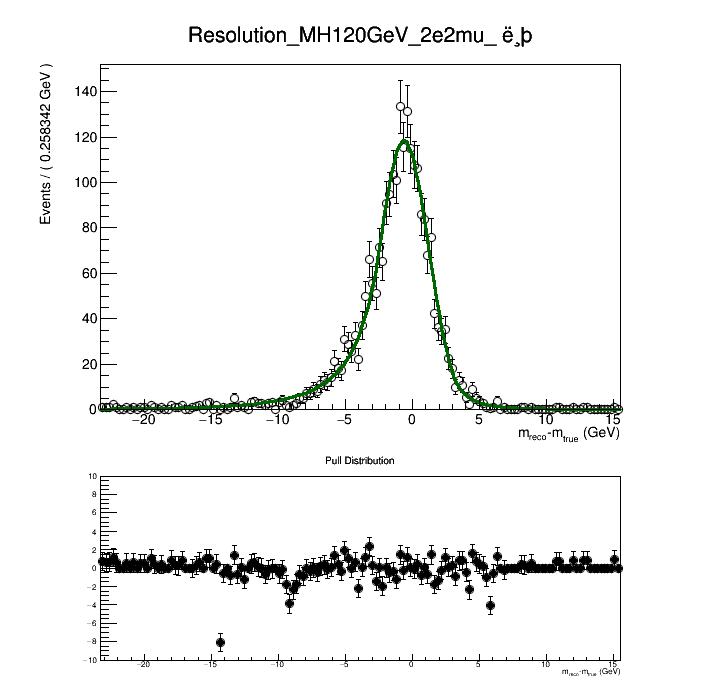 Resolution_MH120GeV_2e2mu_ ë¸þ
Events / ( 0.258342 GeV )
140
120
100
80
60
40
20
0
−20 −15 −10 −5 0 5 10 15
m_reco-m_true (GeV)
Pull Distribution
10
8
6
4
2
0
−2
−4
−6
−8
−10
−20 −15 −10 −5 0 5 10 15
m_reco-m_true (GeV)